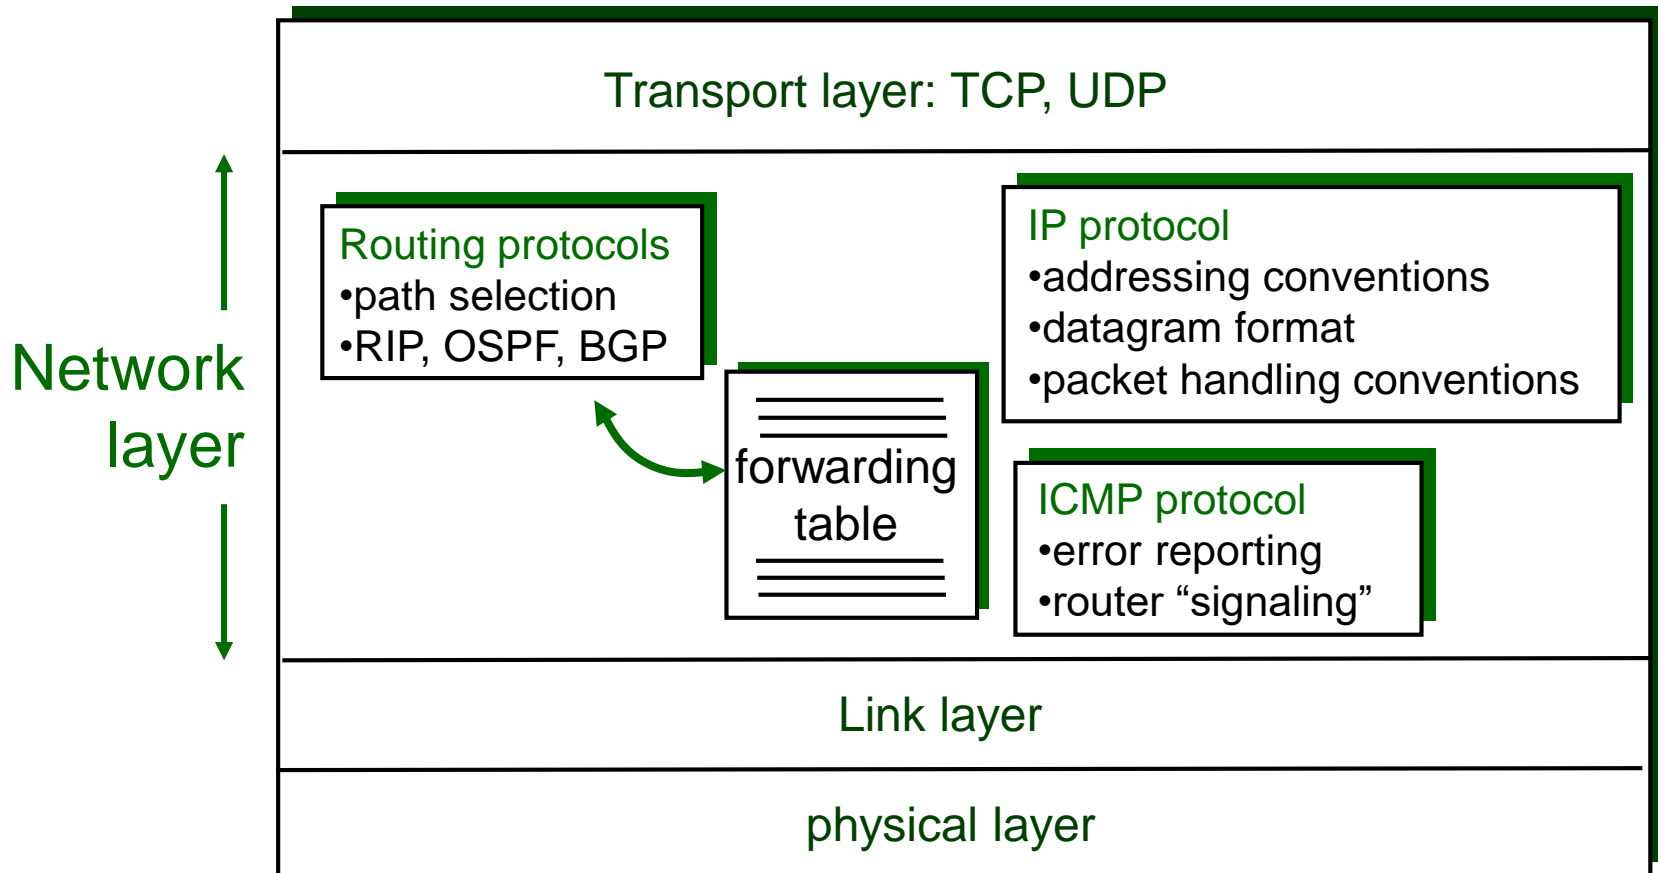 Transport layer: TCP, UDP
Network
layer
Routing protocols
•path selection
•RIP, OSPF, BGP
forwarding
table
IP protocol
•addressing conventions
•datagram format
•packet handling conventions
ICMP protocol
•error reporting
•router “signaling”
Link layer
physical layer